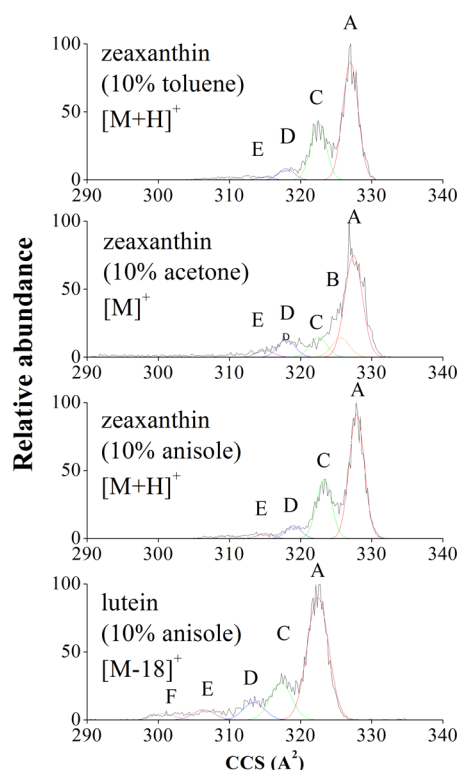 Relative abundance
A
100
zeaxanthin
(10% toluene)
[M+H]+
C
50
E D
0
290 300 310 320 330 340
A
100
zeaxanthin
(10% acetone)
[M]+
B
50
E D C
D
0
290 300 310 320 330 340
A
100
zeaxanthin
(10% anisole)
[M+H]+
C
50
E D
0
290 300 310 320 330 340
A
100
lutein
(10% anisole)
[M-18]+
C
50
F E D
0
290 300 310 320 330 340
CCS (A²)